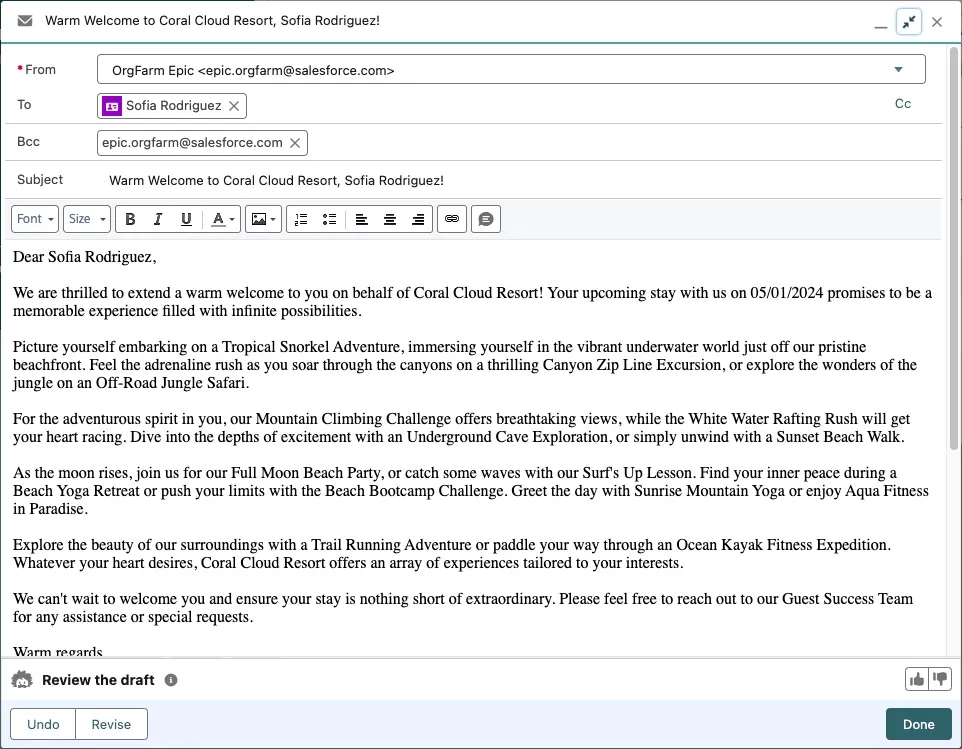 Warm Welcome to Coral Cloud Resort, Sofia Rodriguez!
* From
OrgFarm Epic <epic.orgfarm@salesforce.com>
To
Sofia Rodriguez
Cc
Bcc
epic.orgfarm@salesforce.com
Subject
Warm Welcome to Coral Cloud Resort, Sofia Rodriguez!
Font Size B I U A
Dear Sofia Rodriguez,
We are thrilled to extend a warm welcome to you on behalf of Coral Cloud Resort! Your upcoming stay with us on 05/01/2024 promises to be a
memorable experience filled with infinite possibilities.
Picture yourself embarking on a Tropical Snorkel Adventure, immersing yourself in the vibrant underwater world just off our pristine
beachfront. Feel the adrenaline rush as you soar through the canyons on a thrilling Canyon Zip Line Excursion, or explore the wonders of the
jungle on an Off-Road Jungle Safari.
For the adventurous spirit in you, our Mountain Climbing Challenge offers breathtaking views, while the White Water Rafting Rush will get
your heart racing. Dive into the depths of excitement with an Underground Cave Exploration, or simply unwind with a Sunset Beach Walk.
As the moon rises, join us for our Full Moon Beach Party, or catch some waves with our Surf's Up Lesson. Find your inner peace during a
Beach Yoga Retreat or push your limits with the Beach Bootcamp Challenge. Greet the day with Sunrise Mountain Yoga or enjoy Aqua Fitness
in Paradise.
Explore the beauty of our surroundings with a Trail Running Adventure or paddle your way through an Ocean Kayak Fitness Expedition.
Whatever your heart desires, Coral Cloud Resort offers an array of experiences tailored to your interests.
We can't wait to welcome you and ensure your stay is nothing short of extraordinary. Please feel free to reach out to our Guest Success Team
for any assistance or special requests.
Warm regards
Review the draft
Undo
Revise
Done